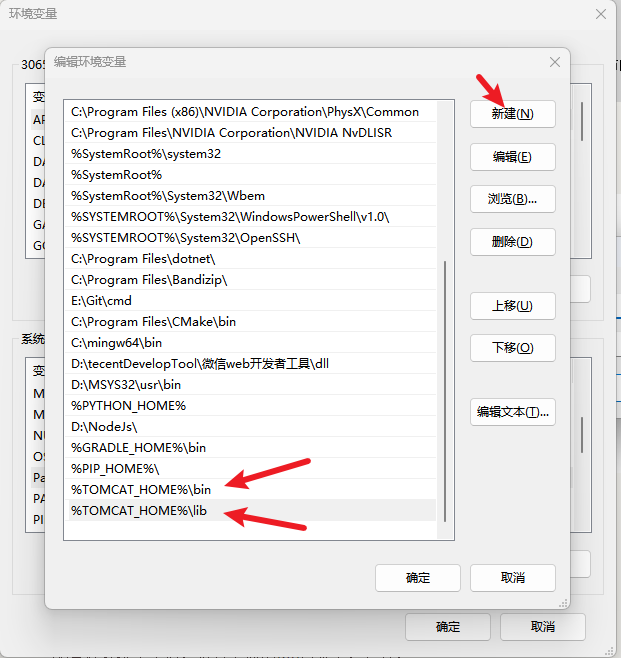 环境变量
3065
编辑环境变量
变
AF
CL
DA
DA
DE
GA
GC
系统
变
M
M
NU
OS
Pa
PA
PI
C:\Program Files (x86)\NVIDIA Corporation\PhysX\Common
C:\Program Files\NVIDIA Corporation\NVIDIA NvDLISR
%SystemRoot%\system32
%SystemRoot%
%SystemRoot%\System32\Wbem
%SYSTEMROOT%\System32\WindowsPowerShell\v1.0\
%SYSTEMROOT%\System32\OpenSSH\
C:\Program Files\dotnet\
C:\Program Files\Bandizip\
E:\Git\cmd
C:\Program Files\CMake\bin
C:\mingw64\bin
D:\tecentDevelopTool\微信web开发者工具\dll
D:\MSYS32\usr\bin
%PYTHON_HOME%
D:\NodeJs\
%GRADLE_HOME%\bin
%PIP_HOME%\
%TOMCAT_HOME%\bin
%TOMCAT_HOME%\lib
新建(N)
编辑(E)
浏览(B)...
删除(D)
上移(U)
下移(O)
编辑文本(T)...
确定
取消
确定
取消